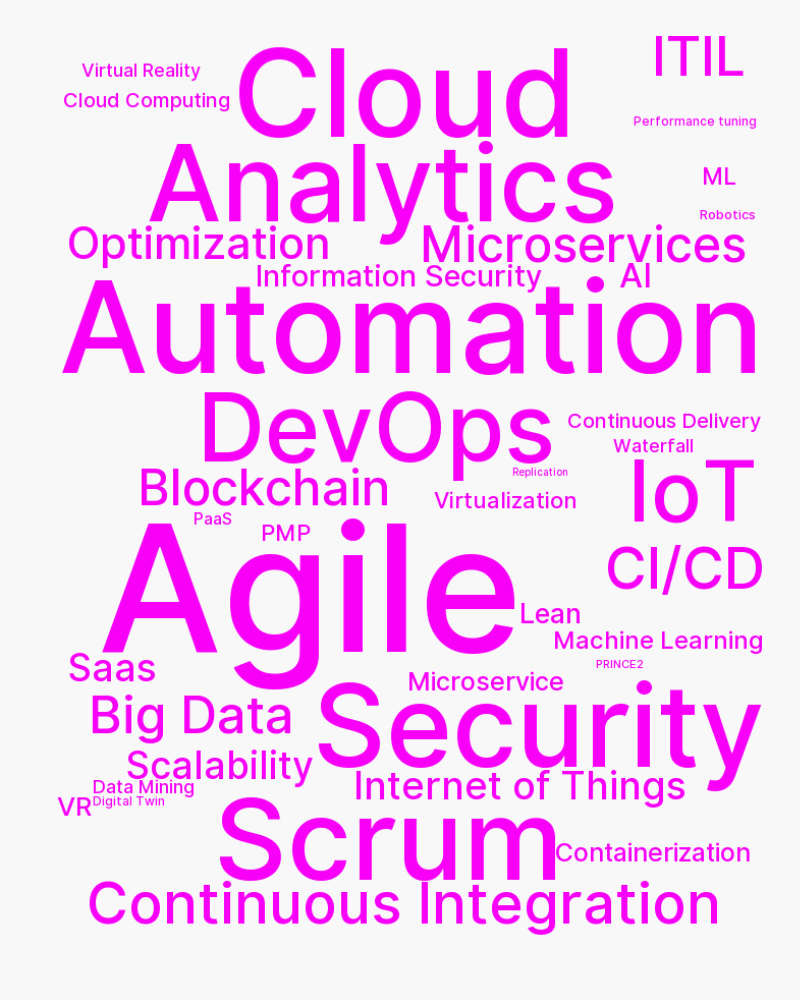 Virtual Reality
Cloud Computing
Cloud
ITIL
Performance tuning
Analytics
ML
Robotics
Optimization
Microservices
Information Security
AI
Automation
DevOps
Continuous Delivery
Waterfall
Replication
IoT
Blockchain
Virtualization
PaaS
PMP
Agile
CI/CD
Lean
Machine Learning
PRINCE2
Saas
Microservice
Big Data
Security
Scalability
Internet of Things
Data Mining
VR
Digital Twin
Scrum
Containerization
Continuous Integration